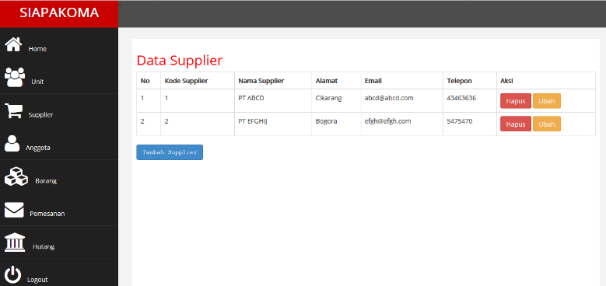 SIAPAKOMA
Home
Unit
Supplier
Anggota
Barang
Pemesanan
Hutang
Logout
Data Supplier
No Kode Supplier Nama Supplier Alamat Email Telepon Aksi
1 1 PT ABCD Cikarang abcd@abcd.com 43463636 Hapus Ubah
2 2 PT EFGHIJ Bogora efgh@efgh.com 5475470 Hapus Ubah
Tambah Supplier